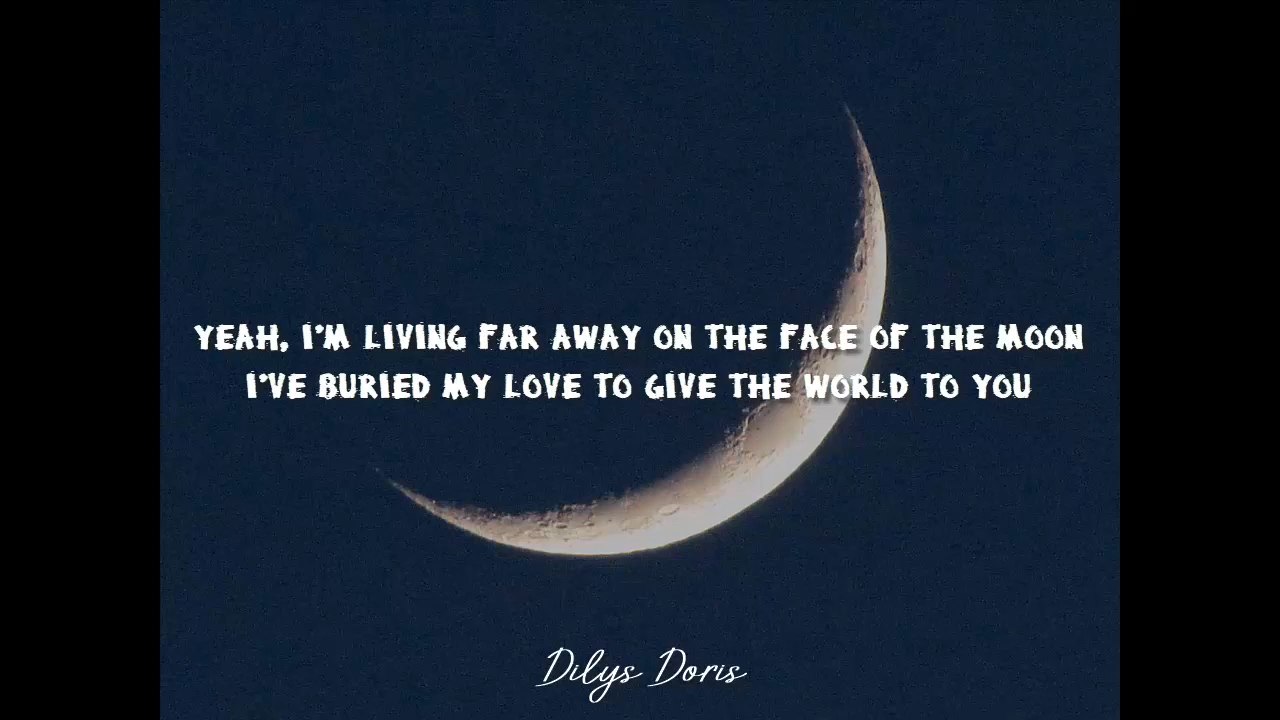 YEAH, I'M LIVING FAR AWAY ON THE FACE OF THE MOON
I'VE BURIED MY LOVE TO GIVE THE WORLD TO YOU
Dilys Doris